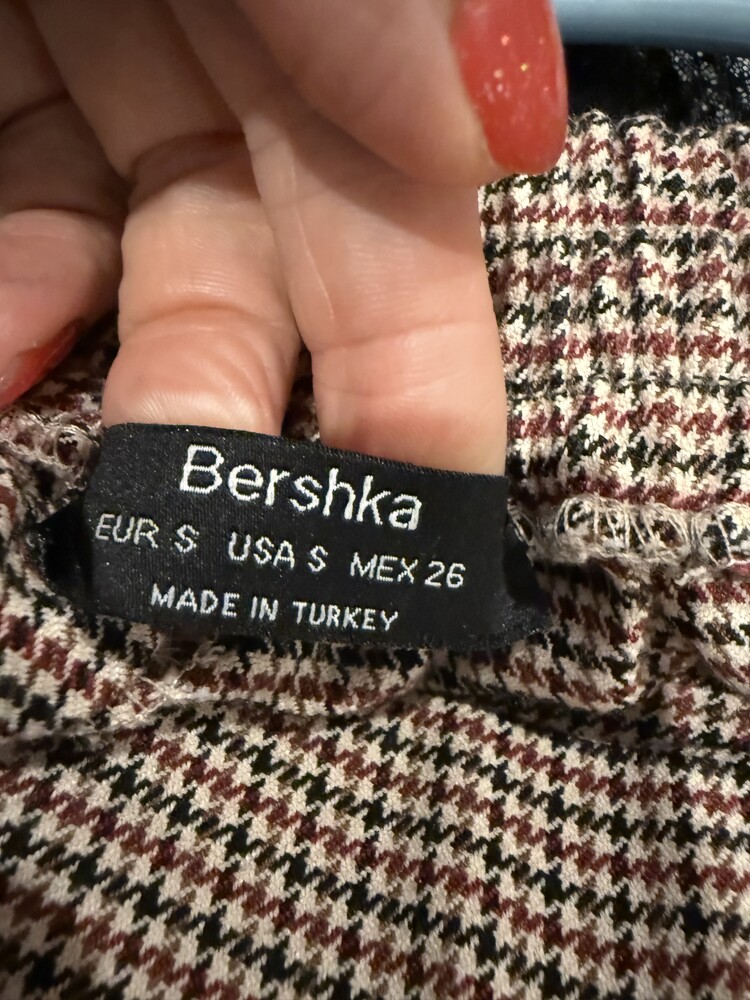 Bershka
EUR S USA S MEX 26
MADE IN TURKEY